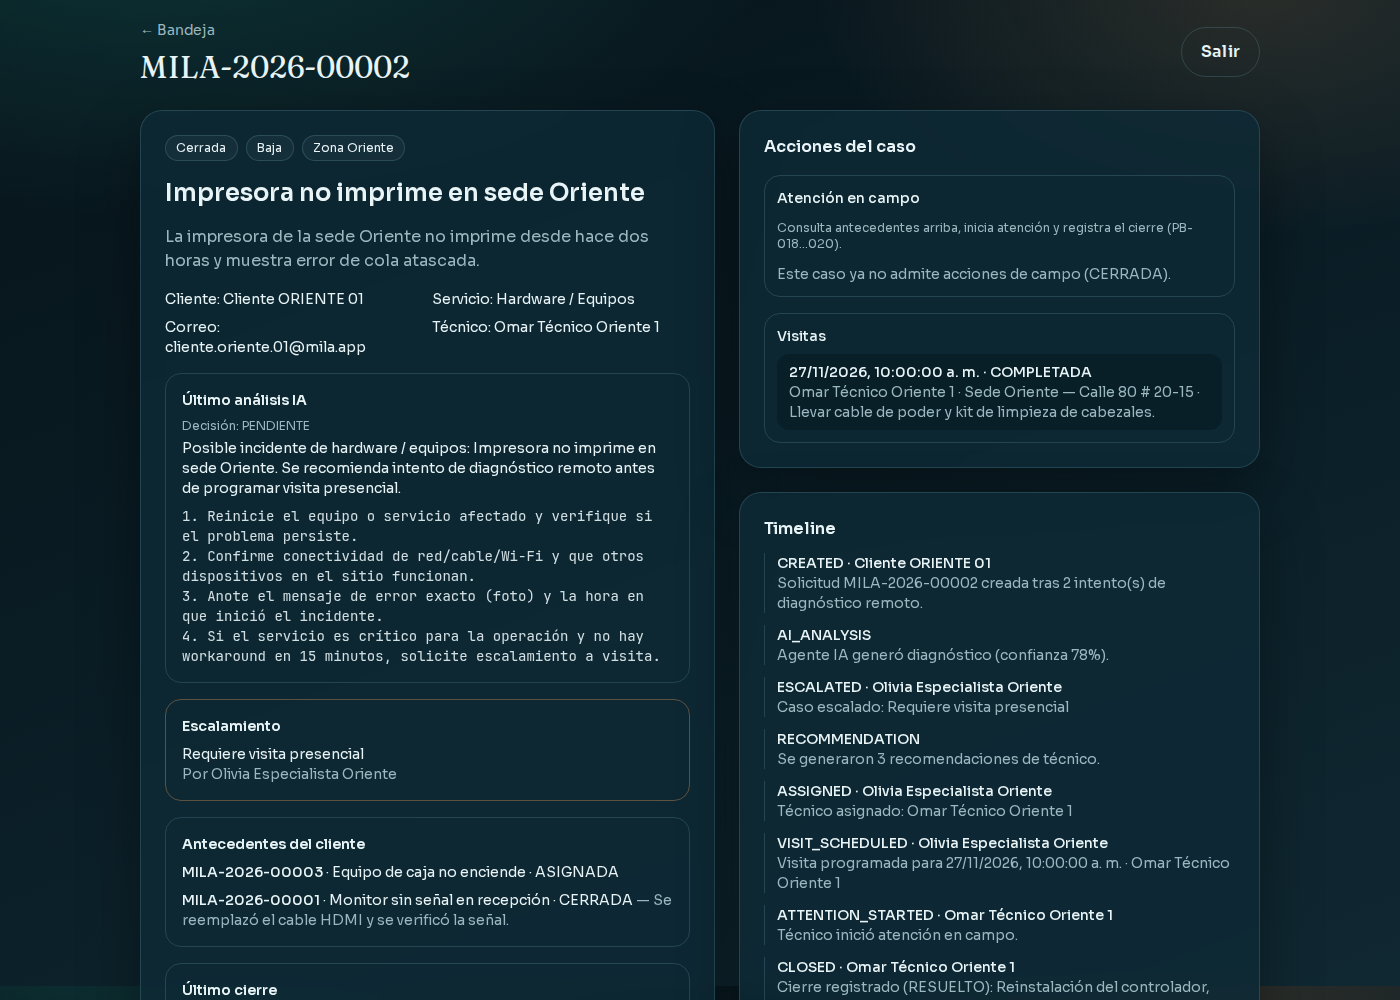 ← Bandeja
MILA-2026-00002
Salir
Cerrada
Baja
Zona Oriente
Impresora no imprime en sede Oriente
La impresora de la sede Oriente no imprime desde hace dos
horas y muestra error de cola atascada.
Cliente: Cliente ORIENTE 01
Servicio: Hardware / Equipos
Correo:
cliente.oriente.01@mila.app
Técnico: Omar Técnico Oriente 1
Último análisis IA
Decisión: PENDIENTE
Posible incidente de hardware / equipos: Impresora no imprime en
sede Oriente. Se recomienda intento de diagnóstico remoto antes
de programar visita presencial.
1. Reinicie el equipo o servicio afectado y verifique si
el problema persiste.
2. Confirme conectividad de red/cable/Wi-Fi y que otros
dispositivos en el sitio funcionan.
3. Anote el mensaje de error exacto (foto) y la hora en
que inició el incidente.
4. Si el servicio es crítico para la operación y no hay
workaround en 15 minutos, solicite escalamiento a visita.
Escalamiento
Requiere visita presencial
Por Olivia Especialista Oriente
Antecedentes del cliente
MILA-2026-00003 · Equipo de caja no enciende · ASIGNADA
MILA-2026-00001 · Monitor sin señal en recepción · CERRADA — Se
reemplazó el cable HDMI y se verificó la señal.
Último cierre
Acciones del caso
Atención en campo
Consulta antecedentes arriba, inicia atención y registra el cierre (PB-
018…020).
Este caso ya no admite acciones de campo (CERRADA).
Visitas
27/11/2026, 10:00:00 a. m. · COMPLETADA
Omar Técnico Oriente 1 · Sede Oriente — Calle 80 # 20-15 ·
Llevar cable de poder y kit de limpieza de cabezales.
Timeline
CREATED · Cliente ORIENTE 01
Solicitud MILA-2026-00002 creada tras 2 intento(s) de
diagnóstico remoto.
AI_ANALYSIS
Agente IA generó diagnóstico (confianza 78%).
ESCALATED · Olivia Especialista Oriente
Caso escalado: Requiere visita presencial
RECOMMENDATION
Se generaron 3 recomendaciones de técnico.
ASSIGNED · Olivia Especialista Oriente
Técnico asignado: Omar Técnico Oriente 1
VISIT_SCHEDULED · Olivia Especialista Oriente
Visita programada para 27/11/2026, 10:00:00 a. m. · Omar Técnico
Oriente 1
ATTENTION_STARTED · Omar Técnico Oriente 1
Técnico inició atención en campo.
CLOSED · Omar Técnico Oriente 1
Cierre registrado (RESUELTO): Reinstalación del controlador,